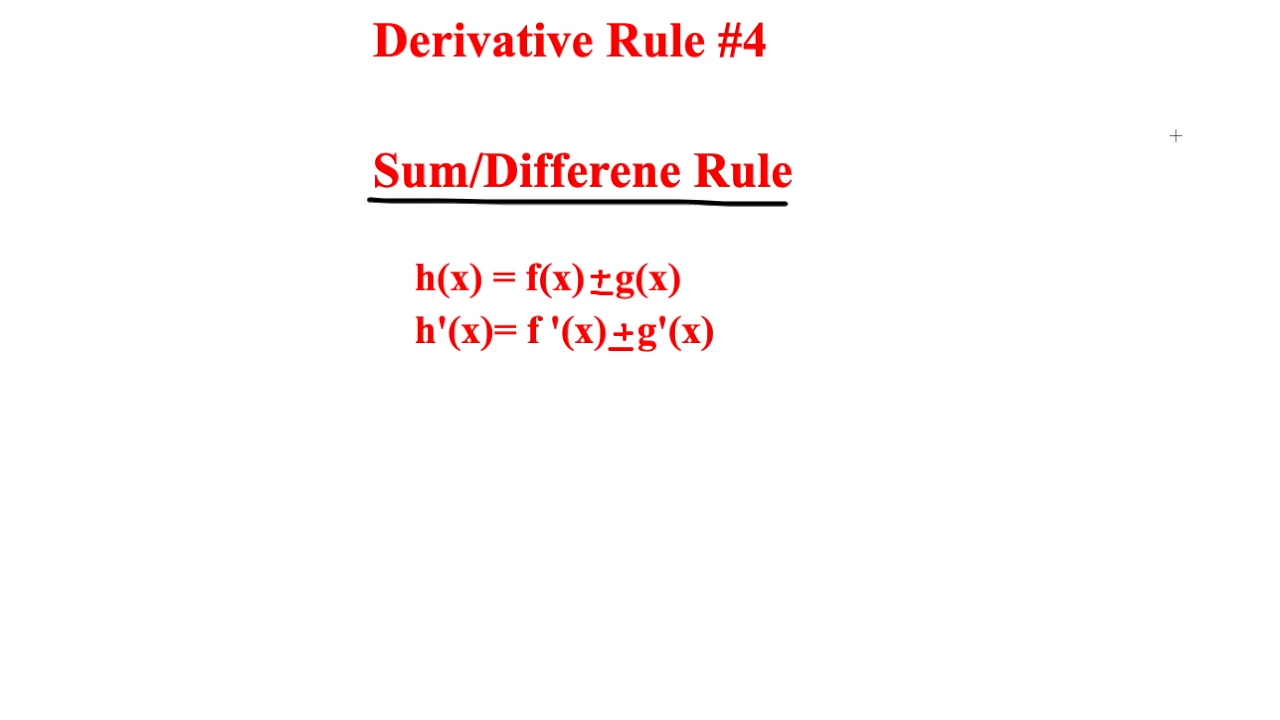 Derivative Rule #4
Sum/Differene Rule
h(x) = f(x) ± g(x)
h'(x)= f '(x) ± g'(x)